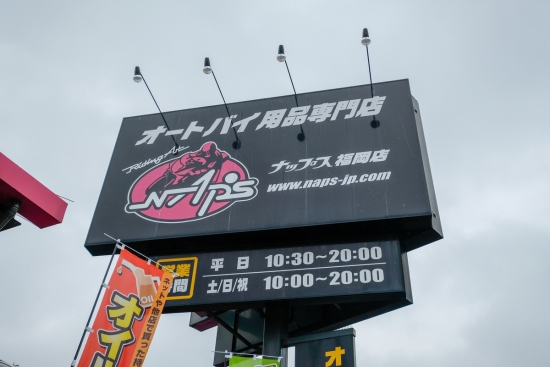 オートバイ用品専門店
Riding Art
NAPS
ナップス福岡店
www.naps-jp.com
営業
時間
平日 10:30~20:00
土/日/祝 10:00~20:00
OIL
オイ
オ